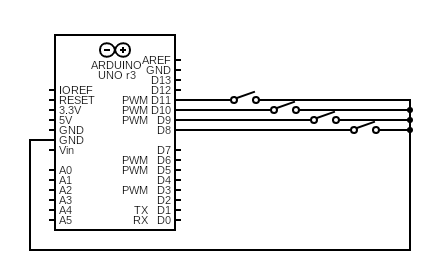 ARDUINO
UNO r3
AREF
GND
D13
IOREF D12
RESET PWM D11
3.3V PWM D10
5V PWM D9
GND D8
GND
Vin D7
PWM D6
A0 PWM D5
A1 D4
A2 PWM D3
A3 D2
A4 TX D1
A5 RX D0